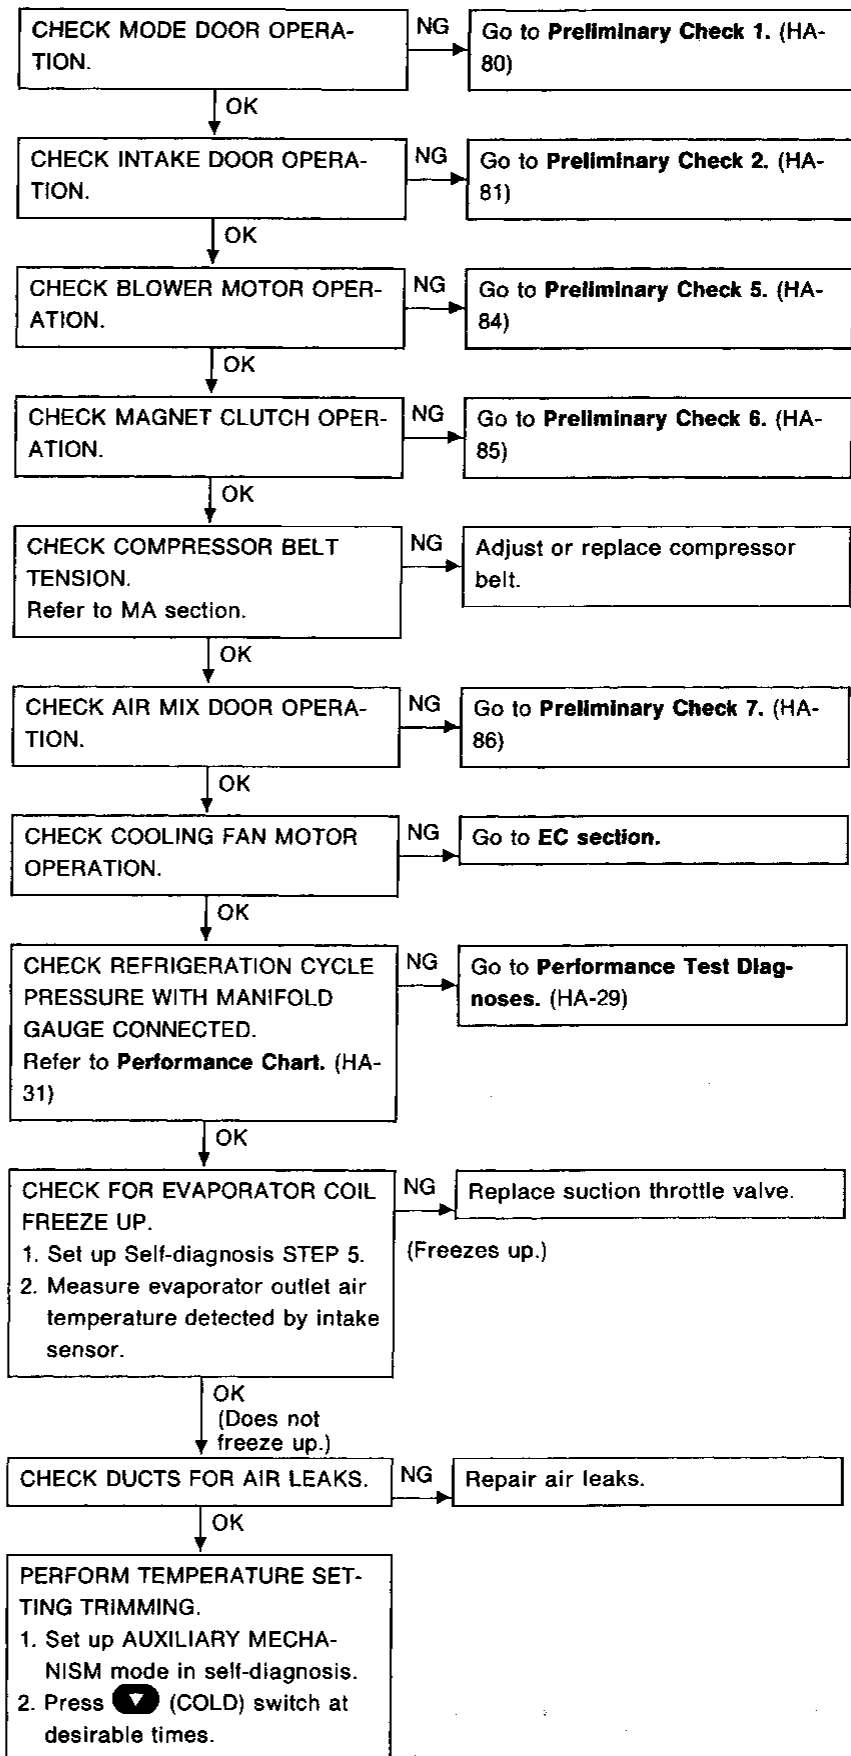 CHECK MODE DOOR OPERA-
TION.
NG
Go to Preliminary Check 1. (HA-
80)
OK
CHECK INTAKE DOOR OPERA-
TION.
NG
Go to Preliminary Check 2. (HA-
81)
OK
CHECK BLOWER MOTOR OPER-
ATION.
NG
Go to Preliminary Check 5. (HA-
84)
OK
CHECK MAGNET CLUTCH OPER-
ATION.
NG
Go to Preliminary Check 6. (HA-
85)
OK
CHECK COMPRESSOR BELT
TENSION.
Refer to MA section.
NG
Adjust or replace compressor
belt.
OK
CHECK AIR MIX DOOR OPERA-
TION.
NG
Go to Preliminary Check 7. (HA-
86)
OK
CHECK COOLING FAN MOTOR
OPERATION.
NG
Go to EC section.
OK
CHECK REFRIGERATION CYCLE
PRESSURE WITH MANIFOLD
GAUGE CONNECTED.
Refer to Performance Chart. (HA-
31)
NG
Go to Performance Test Diag-
noses. (HA-29)
OK
CHECK FOR EVAPORATOR COIL
FREEZE UP.
1. Set up Self-diagnosis STEP 5.
2. Measure evaporator outlet air
temperature detected by intake
sensor.
NG
(Freezes up.)
Replace suction throttle valve.
OK
(Does not
freeze up.)
CHECK DUCTS FOR AIR LEAKS.
NG
Repair air leaks.
OK
PERFORM TEMPERATURE SET-
TING TRIMMING.
1. Set up AUXILIARY MECHA-
NISM mode in self-diagnosis.
2. Press ▼ (COLD) switch at
desirable times.